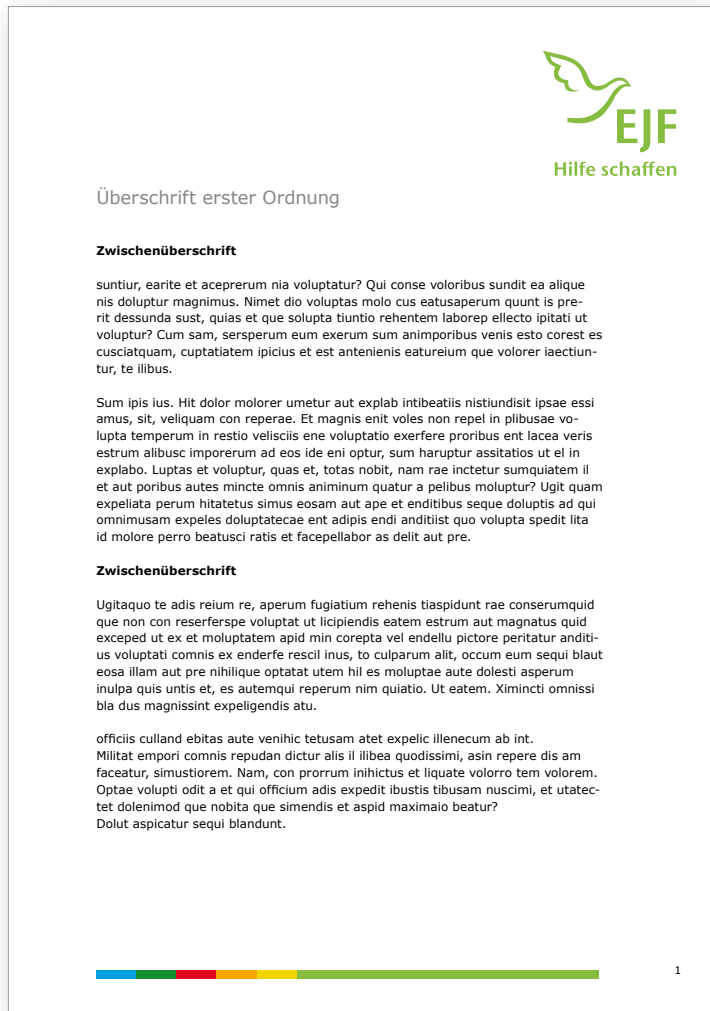 EJF
Hilfe schaffen
Überschrift erster Ordnung
Zwischenüberschrift
suntiur, earite et aceprerum nia voluptatur? Qui conse voloribus sundit ea alique
nis doluptur magnimus. Nimet dio voluptas molo cus eatusaperum quunt is pre-
rit dessunda sust, quias et que solupta tiuntio rehentem laborep ellecto ipitati ut
voluptur? Cum sam, sersperum eum exerum sum animporibus venis esto corest es
cusciatquam, cuptatiatem ipicius et est antenienis eatureium que volorer iaectiun-
tur, te ilibus.
Sum ipis ius. Hit dolor molorer umetur aut explab intibeatiis nistiundisit ipsae essi
amus, sit, veliquam con reperae. Et magnis enit voles non repel in plibusae vo-
lupta temperum in restio velisciis ene voluptatio exerfere proribus ent lacea veris
estrum alibusc imporerum ad eos ide eni optur, sum haruptur assitatios ut el in
explabo. Luptas et voluptur, quas et, totas nobit, nam rae inctetur sumquiatem il
et aut poribus autes mincte omnis animinum quatur a pelibus moluptur? Ugit quam
expeliata perum hitatetus simus eosam aut ape et enditibus seque doluptis ad qui
omnimusam expeles doluptatecae ent adipis endi anditiist quo volupta spedit lita
id molore perro beatusci ratis et facepellabor as delit aut pre.
Zwischenüberschrift
Ugitaquo te adis reium re, aperum fugiatium rehenis tiaspidunt rae conserumquid
que non con reserferspe voluptat ut licipiendis eatem estrum aut magnatus quid
exceped ut ex et moluptatem apid min corepta vel endellu pictore peritatur anditi-
us voluptati comnis ex enderfe rescil inus, to culparum alit, occum eum sequi blaut
eosa illam aut pre nihilique optatat utem hil es moluptae aute dolesti asperum
inulpa quis untis et, es autemqui reperum nim quiatio. Ut eatem. Ximincti omnissi
bla dus magnissint expeligendis atu.
officiis culland ebitas aute venihic tetusam atet expelic illenecum ab int.
Militat empori comnis repudan dictur alis il ilibea quodissimi, asin repere dis am
faceatur, simustiorem. Nam, con prorrum inihictus et liquate volorro tem volorem.
Optae volupti odit a et qui officium adis expedit ibustis tibusam nuscimi, et utatec-
tet dolenimod que nobita que simendis et aspid maximaio beatur?
Dolut aspicatur sequi blandunt.
1